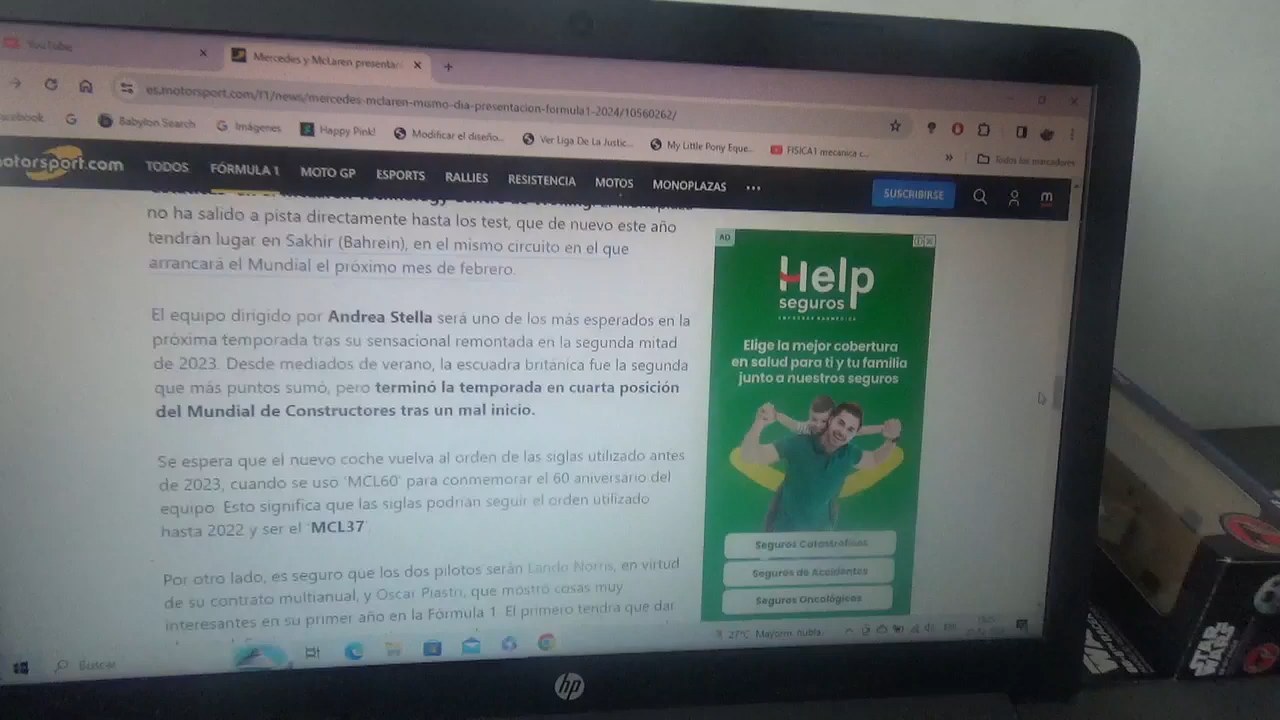 YouTube
Mercedes y McLaren presentar
es.motorsport.com/f1/news/mercedes-mclaren-mismo-dia-presentacion-formula1-2024/10560262/
acebook
Babylon Search
Imágenes
Happy Pink!
Modificar el diseño...
Ver Liga De La Justic...
My Little Pony Eque...
FISICA1 mecanica c...
»
Todos los marcadores
otorsport.com
TODOS
FÓRMULA 1
MOTO GP
ESPORTS
RALLIES
RESISTENCIA
MOTOS
MONOPLAZAS
...
SUSCRIBIRSE
m
no ha salido a pista directamente hasta los test, que de nuevo este año
tendrán lugar en Sakhir (Bahrein), en el mismo circuito en el que
arrancará el Mundial el próximo mes de febrero.
El equipo dirigido por Andrea Stella será uno de los más esperados en la
próxima temporada tras su sensacional remontada en la segunda mitad
de 2023. Desde mediados de verano, la escuadra británica fue la segunda
que más puntos sumó, pero terminó la temporada en cuarta posición
del Mundial de Constructores tras un mal inicio.
Se espera que el nuevo coche vuelva al orden de las siglas utilizado antes
de 2023, cuando se uso 'MCL60' para conmemorar el 60 aniversario del
equipo. Esto significa que las siglas podrían seguir el orden utilizado
hasta 2022 y ser el 'MCL37'.
Por otro lado, es seguro que los dos pilotos serán Lando Norris, en virtud
de su contrato multianual, y Oscar Piastri, que mostró cosas muy
interesantes en su primer año en la Fórmula 1. El primero tendrá que dar
AD
Help
seguros
Elige la mejor cobertura
en salud para ti y tu familia
junto a nuestros seguros
Seguros Catastróficos
Seguros de Accidentes
Seguros Oncológicos
Buscar
27°C Mayorm. nubla.
hp
STAR
WARS